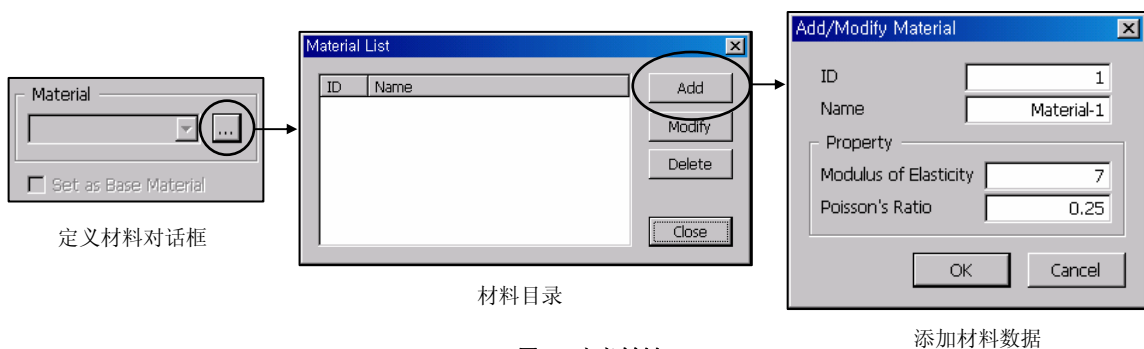 Material
...
Set as Base Material
定义材料对话框
Material List
ID Name
Add
Modify
Delete
Close
材料目录
Add/Modify Material
ID 1
Name Material-1
Property
Modulus of Elasticity 7
Poisson's Ratio 0.25
OK Cancel
添加材料数据